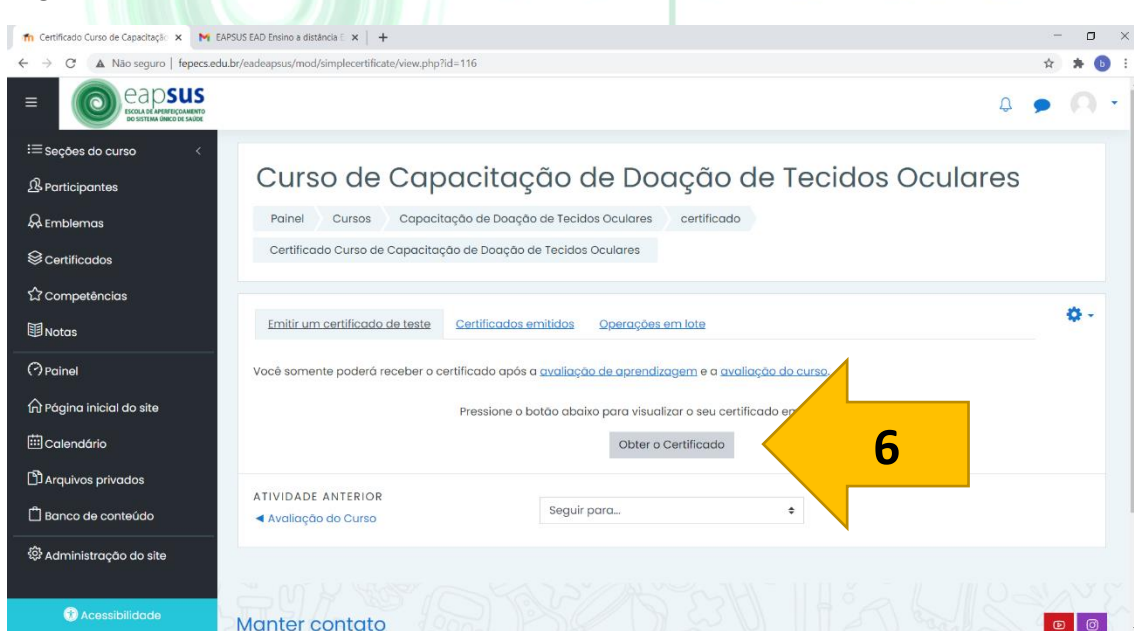 Certificado Curso de Capacitaçã
EAPSUS EAD Ensino a distância
Não seguro | fepecs.edu.br/eadeapsus/mod/simplecertificate/view.php?id=116
b
eapsus
ESCOLA DE APERFEIÇOAMENTO
DO SISTEMA ÚNICO DE SAÚDE
Seções do curso
Participantes
Emblemas
Certificados
Competências
Notas
Painel
Página inicial do site
Calendário
Arquivos privados
Banco de conteúdo
Administração do site
Acessibilidade
Curso de Capacitação de Doação de Tecidos Oculares
Painel Cursos Capacitação de Doação de Tecidos Oculares certificado
Certificado Curso de Capacitação de Doação de Tecidos Oculares
Emitir um certificado de teste Certificados emitidos Operações em lote
Você somente poderá receber o certificado após a avaliação de aprendizagem e a avaliação do curso.
Pressione o botão abaixo para visualizar o seu certificado em
Obter o Certificado
6
ATIVIDADE ANTERIOR
◄ Avaliação do Curso
Seguir para...
Manter contato